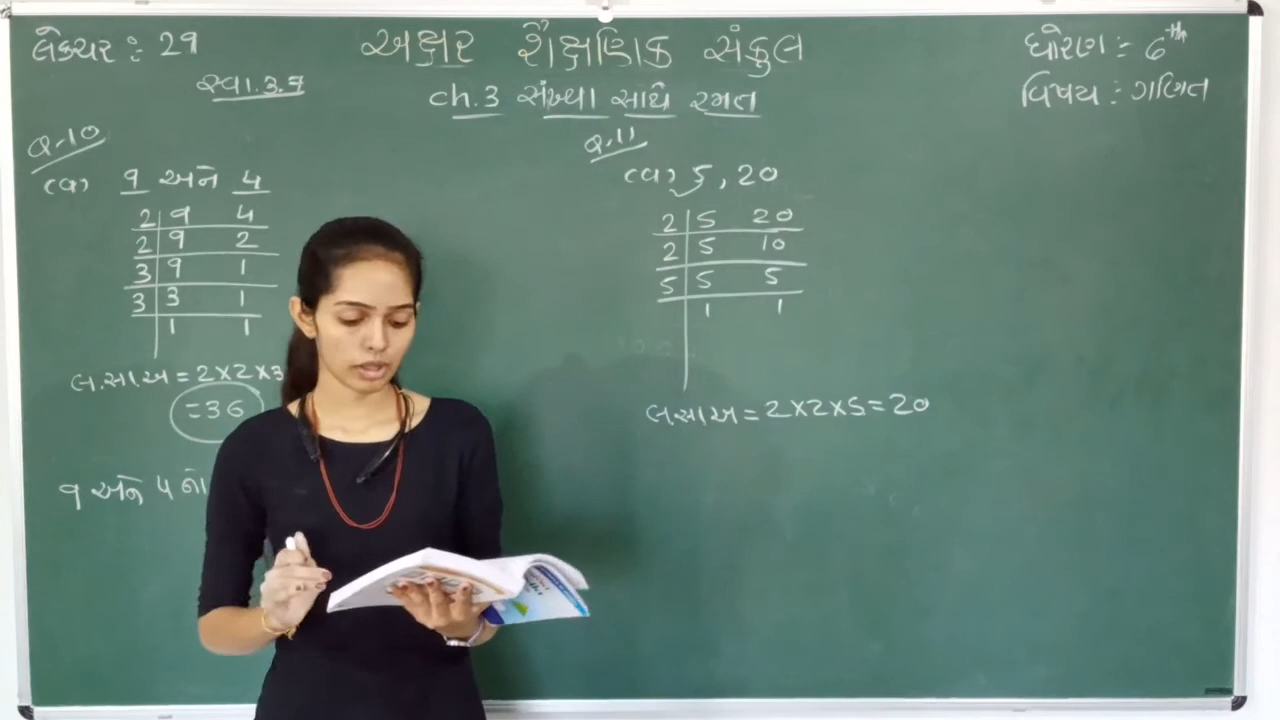 લેક્ચર : 29
અક્ષર શૈક્ષણિક સંકુલ
ધોરણ : 6th
સ્વા. 3.7
ch.3 સંખ્યા સાથે રમત
વિષય : ગણિત
Q.10
(a) 9 અને 4
2 | 9 4
2 | 9 2
3 | 9 1
3 | 3 1
1 1
લ.સા.અ = 2×2×3
= 36
9 અને 4 નો
Q.11
(a) 5, 20
2 | 5 20
2 | 5 10
5 | 5 5
1 1
લ.સા.અ = 2×2×5 = 20